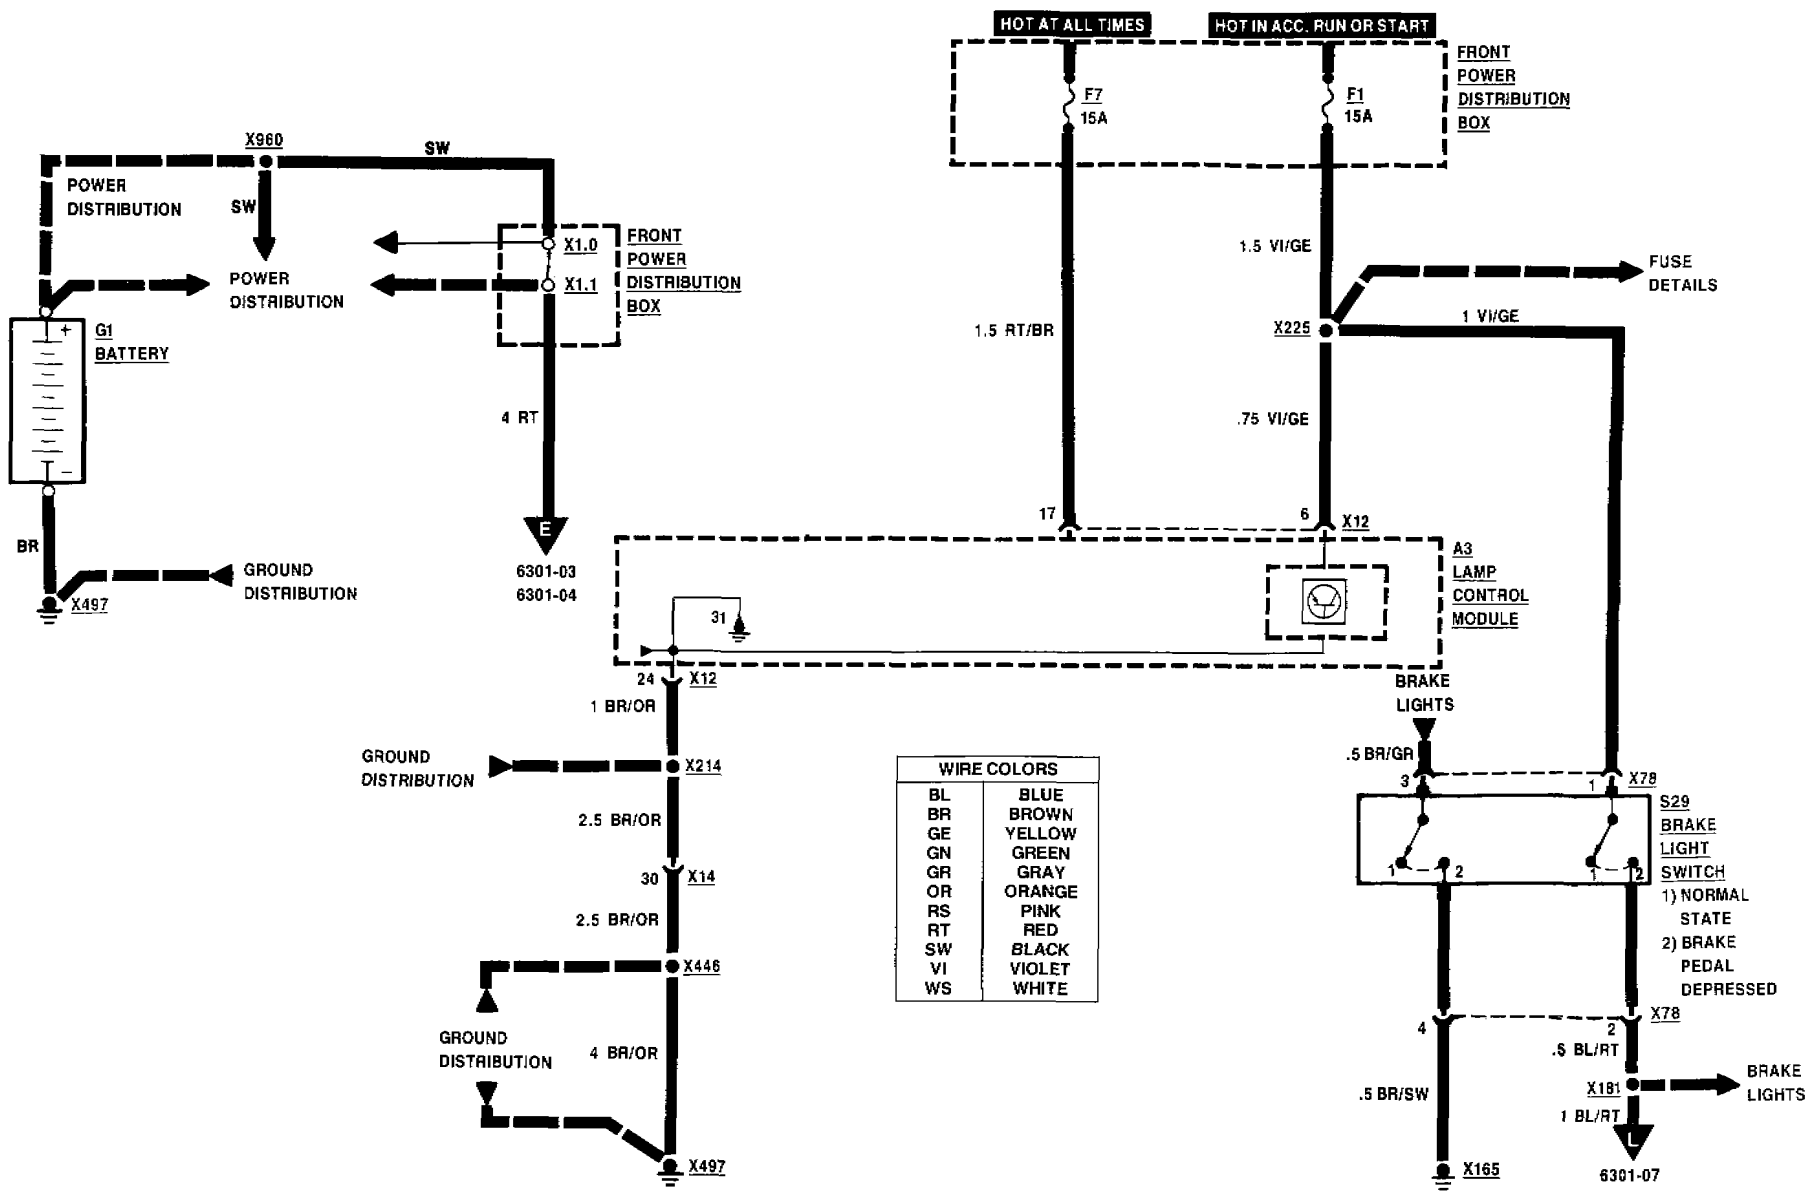 HOT AT ALL TIMES
HOT IN ACC. RUN OR START
FRONT
POWER
DISTRIBUTION
BOX
F7
15A
F1
15A
X960
SW
POWER
DISTRIBUTION
SW
POWER
DISTRIBUTION
X1.0
X1.1
FRONT
POWER
DISTRIBUTION
BOX
1.5 VI/GE
FUSE
DETAILS
G1
BATTERY
+
-
1.5 RT/BR
X225
1 VI/GE
4 RT
.75 VI/GE
E
6301-03
6301-04
BR
GROUND
DISTRIBUTION
X497
17
6
X12
A3
LAMP
CONTROL
MODULE
31
24
X12
1 BR/OR
BRAKE
LIGHTS
GROUND
DISTRIBUTION
X214
.5 BR/GR
3
1
X78
2.5 BR/OR
30
X14
2.5 BR/OR
WIRE COLORS
BL BLUE
BR BROWN
GE YELLOW
GN GREEN
GR GRAY
OR ORANGE
RS PINK
RT RED
SW BLACK
VI VIOLET
WS WHITE
1
2
1
2
S29
BRAKE
LIGHT
SWITCH
1) NORMAL
STATE
2) BRAKE
PEDAL
DEPRESSED
X446
GROUND
DISTRIBUTION
4 BR/OR
X497
4
2
X78
.5 BL/RT
X181
BRAKE
LIGHTS
.5 BR/SW
1 BL/RT
L
X165
6301-07